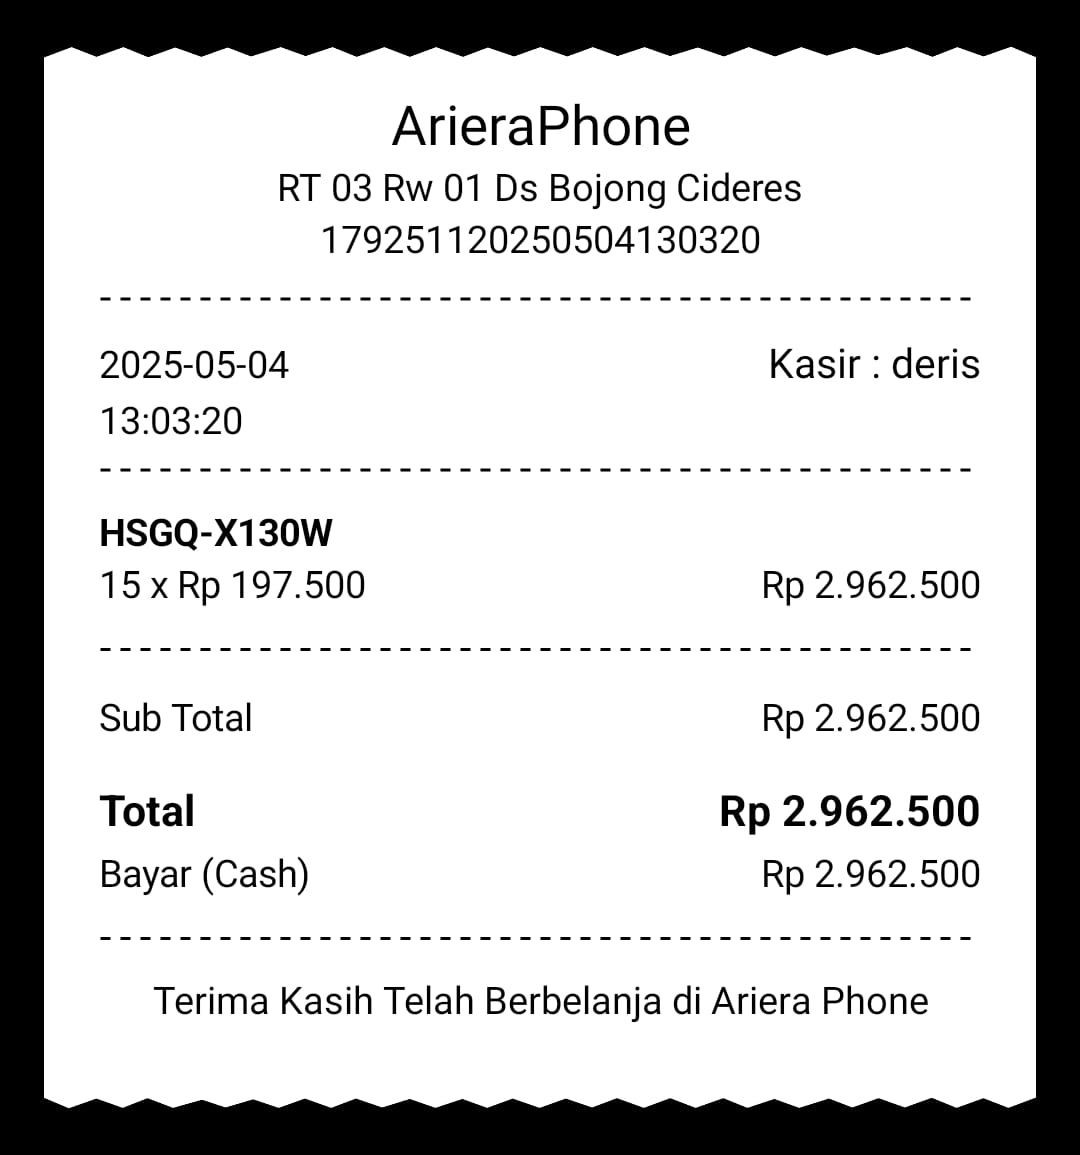 ArieraPhone
RT 03 Rw 01 Ds Bojong Cideres
179251120250504130320
2025-05-04 Kasir : deris
13:03:20
HSGQ-X130W
15 x Rp 197.500 Rp 2.962.500
Sub Total Rp 2.962.500
Total Rp 2.962.500
Bayar (Cash) Rp 2.962.500
Terima Kasih Telah Berbelanja di Ariera Phone